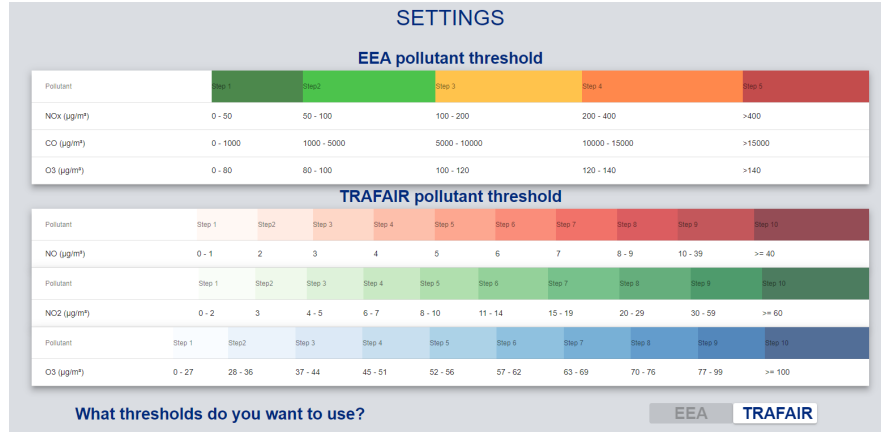 SETTINGS
EEA pollutant threshold
Pollutant Step 1 Step2 Step 3 Step 4 Step 5
NOx (µg/m³) 0 - 50 50 - 100 100 - 200 200 - 400 >400
CO (µg/m³) 0 - 1000 1000 - 5000 5000 - 10000 10000 - 15000 >15000
O3 (µg/m³) 0 - 80 80 - 100 100 - 120 120 - 140 >140
TRAFAIR pollutant threshold
Pollutant Step 1 Step2 Step 3 Step 4 Step 5 Step 6 Step 7 Step 8 Step 9 Step 10
NO (µg/m³) 0 - 1 2 3 4 5 6 7 8 - 9 10 - 39 >= 40
Pollutant Step 1 Step2 Step 3 Step 4 Step 5 Step 6 Step 7 Step 8 Step 9 Step 10
NO2 (µg/m³) 0 - 2 3 4 - 5 6 - 7 8 - 10 11 - 14 15 - 19 20 - 29 30 - 59 >= 60
Pollutant Step 1 Step2 Step 3 Step 4 Step 5 Step 6 Step 7 Step 8 Step 9 Step 10
O3 (µg/m³) 0 - 27 28 - 36 37 - 44 45 - 51 52 - 56 57 - 62 63 - 69 70 - 76 77 - 99 >= 100
What thresholds do you want to use? EEA TRAFAIR